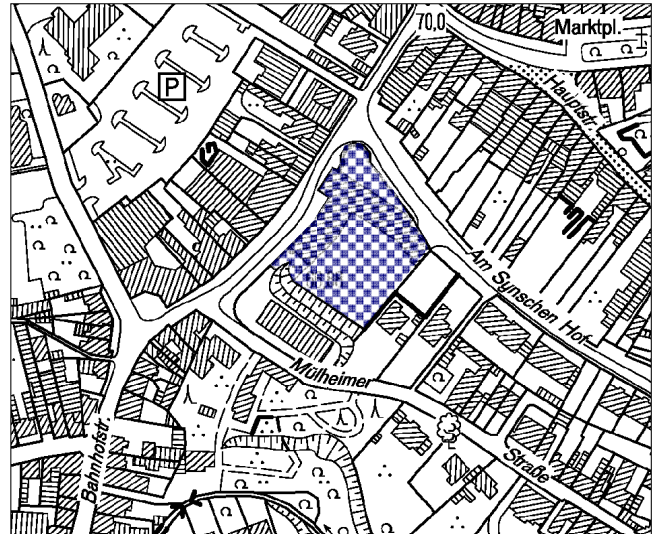 70,0
Marktpl.
P
Hauptstr.
Am Synschen Hof
Mülheimer
Straße
Bahnhofstr.